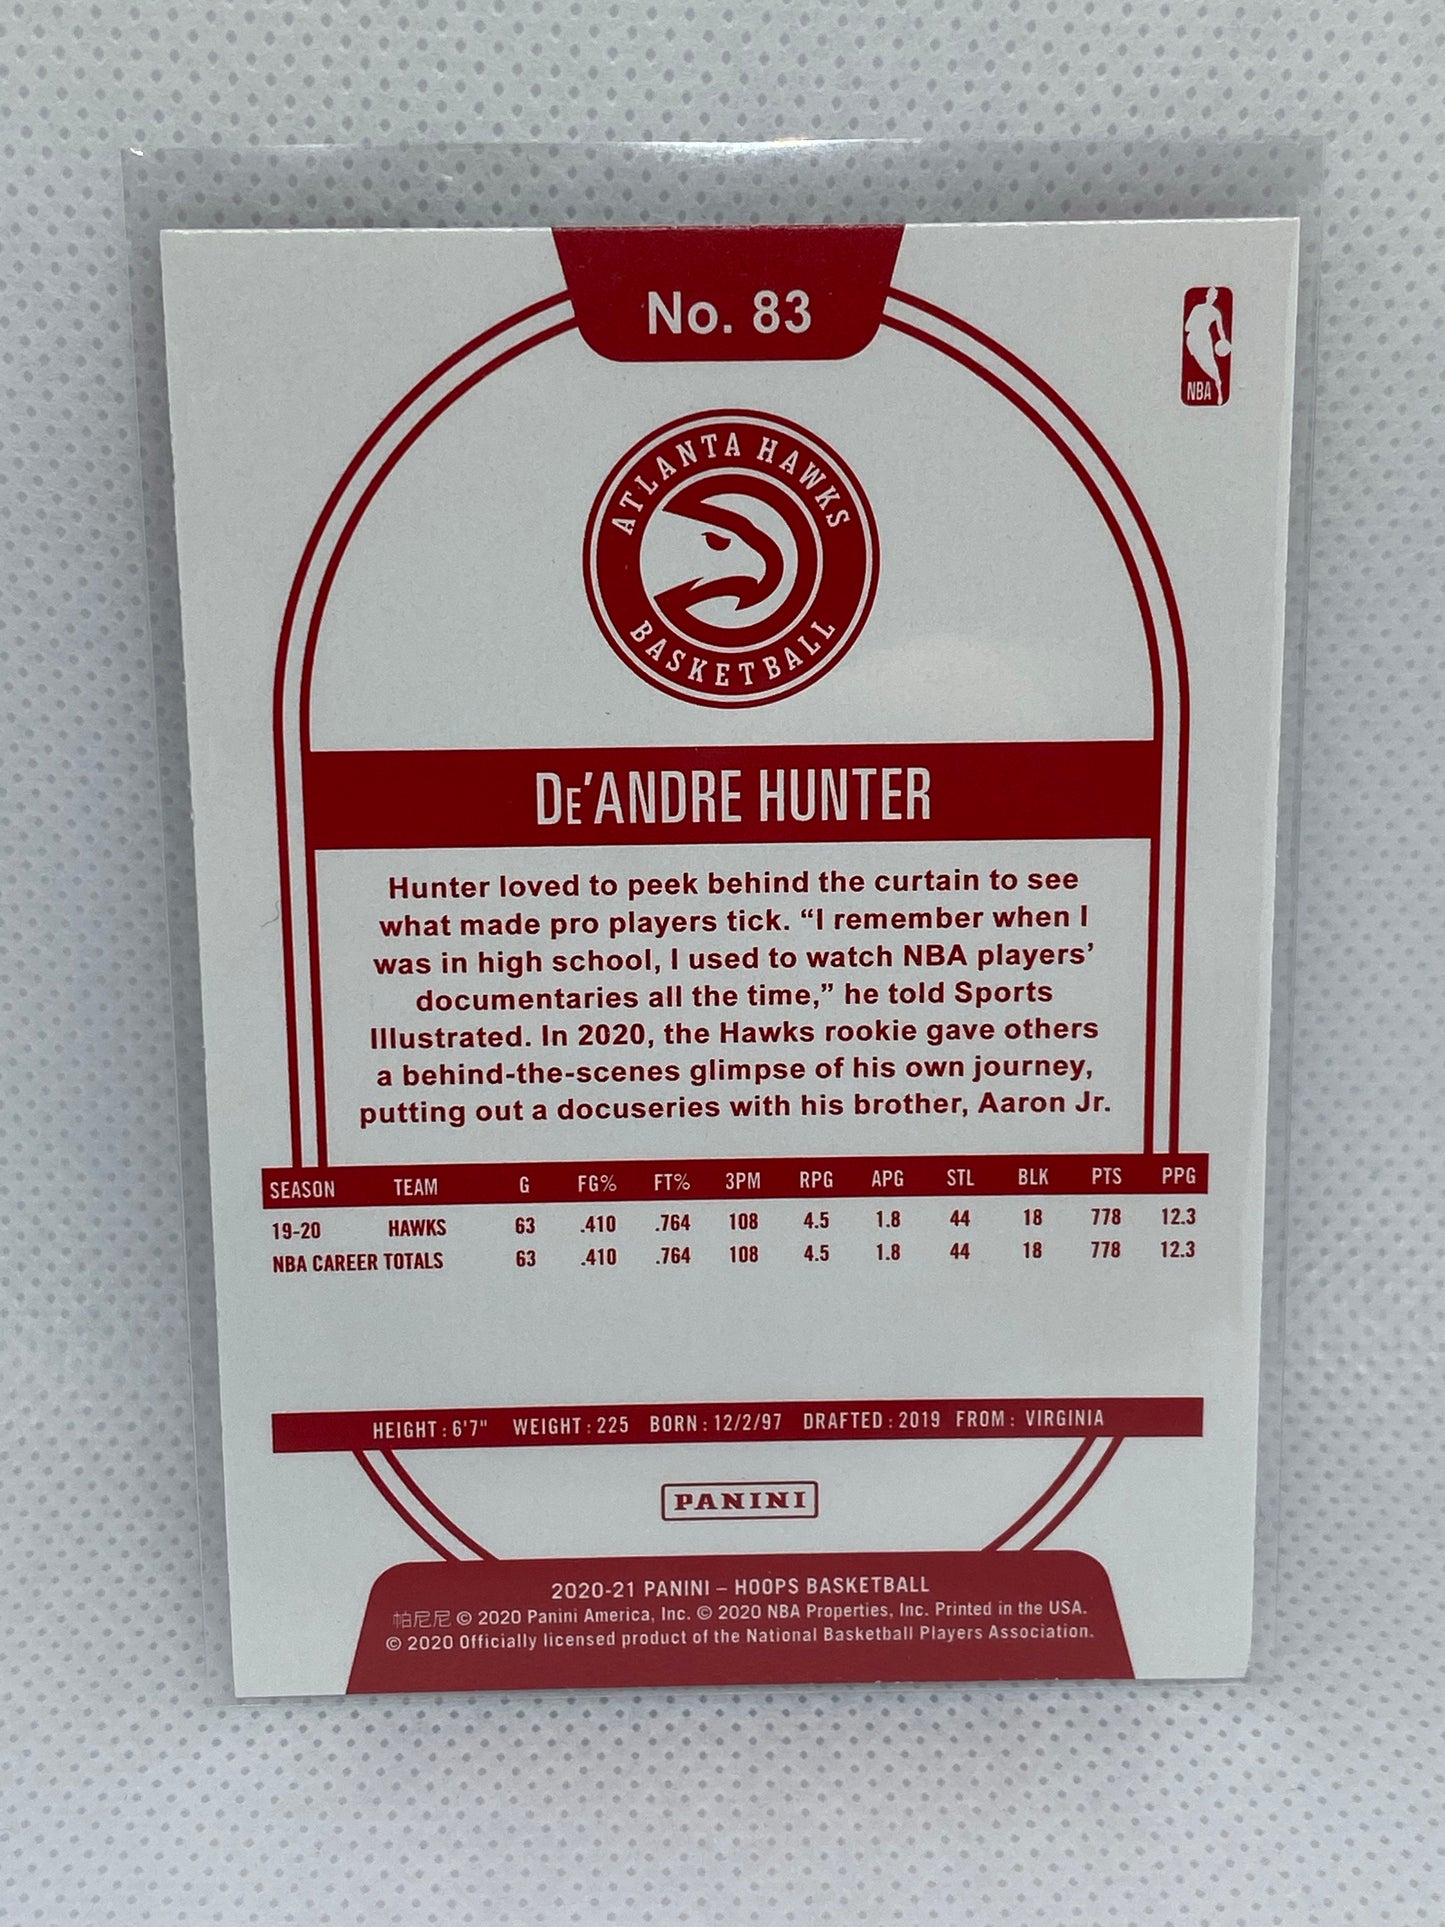 No. 83
NBA
ATLANTA HAWKS
BASKETBALL
De'ANDRE HUNTER
Hunter loved to peek behind the curtain to see
what made pro players tick. “I remember when I
was in high school, I used to watch NBA players’
documentaries all the time,” he told Sports
Illustrated. In 2020, the Hawks rookie gave others
a behind-the-scenes glimpse of his own journey,
putting out a docuseries with his brother, Aaron Jr.
SEASON TEAM G FG% FT% 3PM RPG APG STL BLK PTS PPG
19-20 HAWKS 63 .410 .764 108 4.5 1.8 44 18 778 12.3
NBA CAREER TOTALS 63 .410 .764 108 4.5 1.8 44 18 778 12.3
HEIGHT : 6'7" WEIGHT : 225 BORN : 12/2/97 DRAFTED : 2019 FROM : VIRGINIA
PANINI
2020-21 PANINI – HOOPS BASKETBALL
帕尼尼 © 2020 Panini America, Inc. © 2020 NBA Properties, Inc. Printed in the USA.
© 2020 Officially licensed product of the National Basketball Players Association.